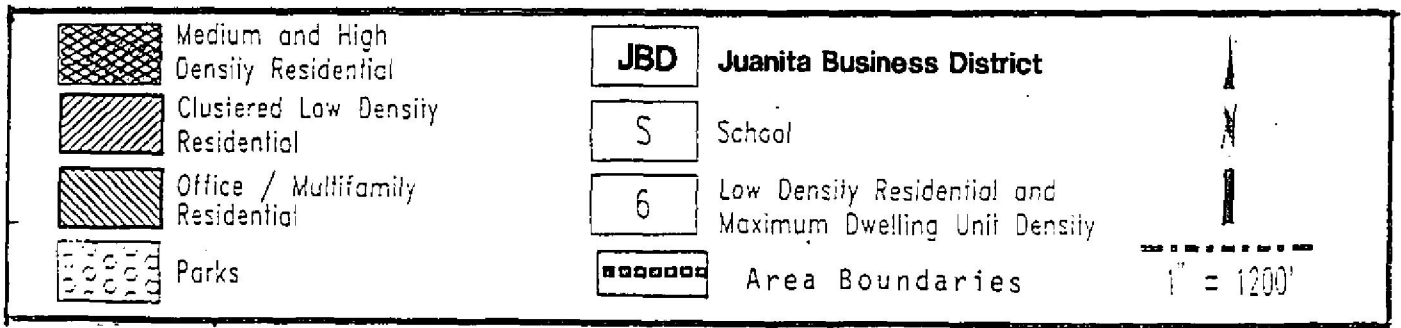 Medium and High
Density Residential
Clustered Low Density
Residential
Office / Multifamily
Residential
Parks
JBD
Juanita Business District
S
School
6
Low Density Residential and
Maximum Dwelling Unit Density
Area Boundaries
N
1" = 1200'